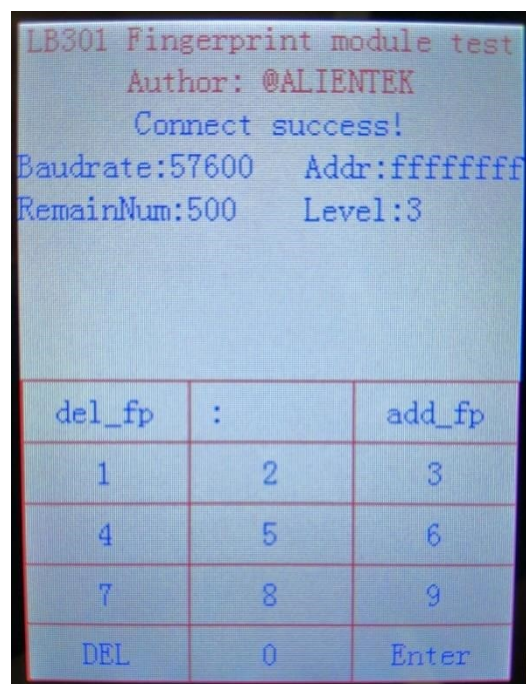 LB301 Fingerprint module test
Author: @ALIENTEK
Connect success!
Baudrate:57600 Addr:ffffffff
RemainNum:500 Level:3
del_fp : add_fp
1 2 3
4 5 6
7 8 9
DEL 0 Enter